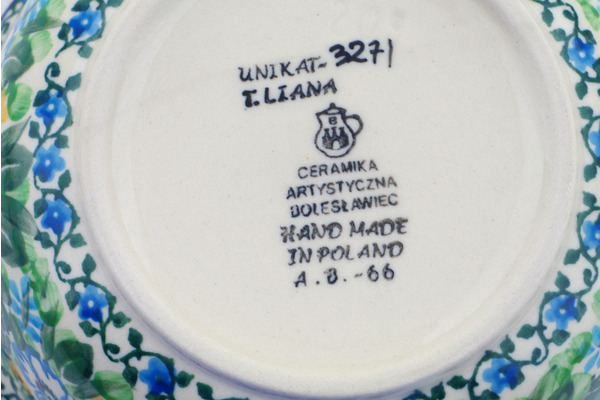 UNIKAT-3271
T.LIANA
B
CERAMIKA
ARTYSTYCZNA
BOLESŁAWIEC
HAND MADE
IN POLAND
A.B.-66